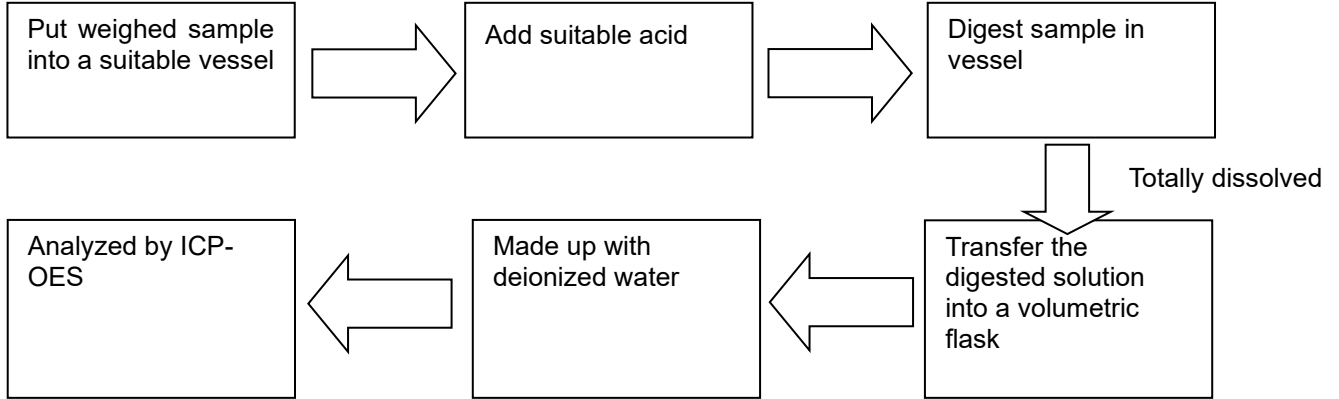 Put weighed sample
into a suitable vessel
Add suitable acid
Digest sample in
vessel
Totally dissolved
Transfer the
digested solution
into a volumetric
flask
Made up with
deionized water
Analyzed by ICP-
OES